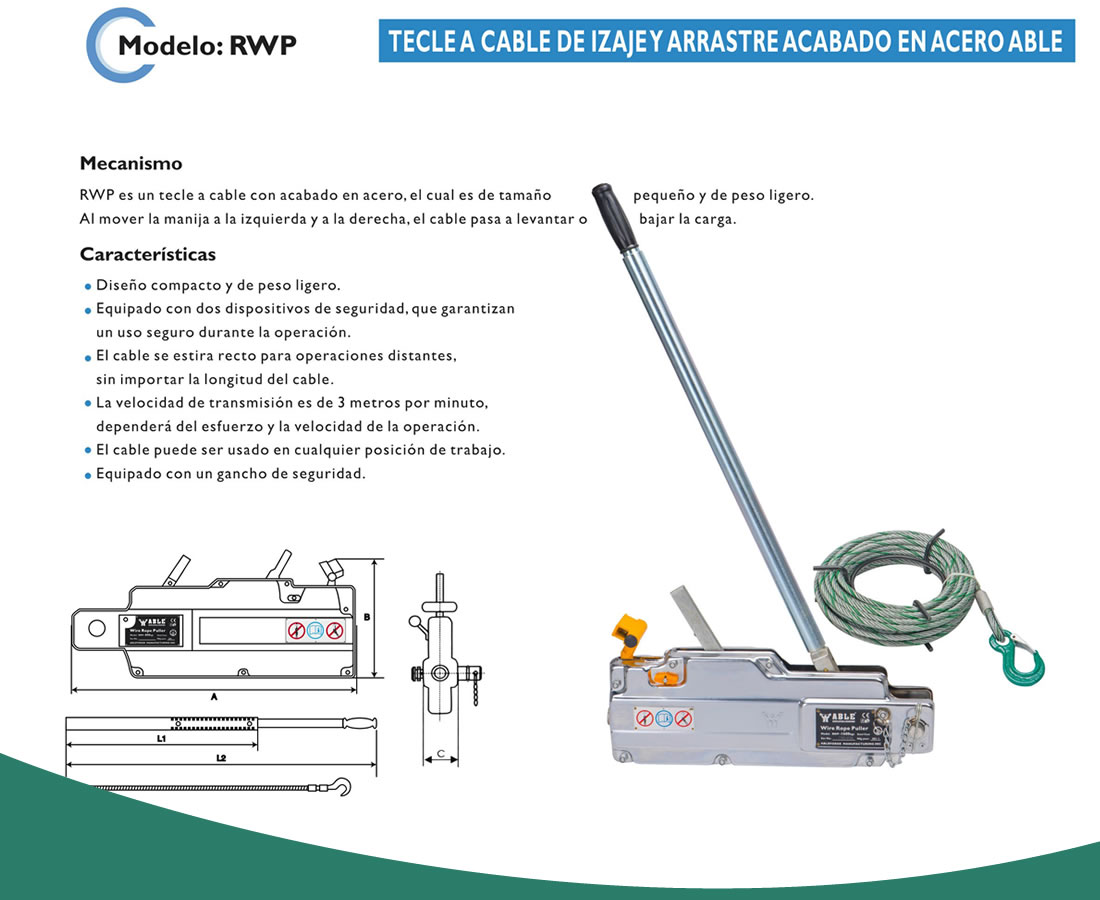 Modelo: RWP
TECLE A CABLE DE IZAJE Y ARRASTRE ACABADO EN ACERO ABLE
Mecanismo
RWP es un tecle a cable con acabado en acero, el cual es de tamaño pequeño y de peso ligero.
Al mover la manija a la izquierda y a la derecha, el cable pasa a levantar o bajar la carga.
Características
Diseño compacto y de peso ligero.
Equipado con dos dispositivos de seguridad, que garantizan
un uso seguro durante la operación.
El cable se estira recto para operaciones distantes,
sin importar la longitud del cable.
La velocidad de transmisión es de 3 metros por minuto,
dependerá del esfuerzo y la velocidad de la operación.
El cable puede ser usado en cualquier posición de trabajo.
Equipado con un gancho de seguridad.
ABLE
Wire Rope Puller
A
B
L1
L2
C
ABLE
Wire Rope Puller